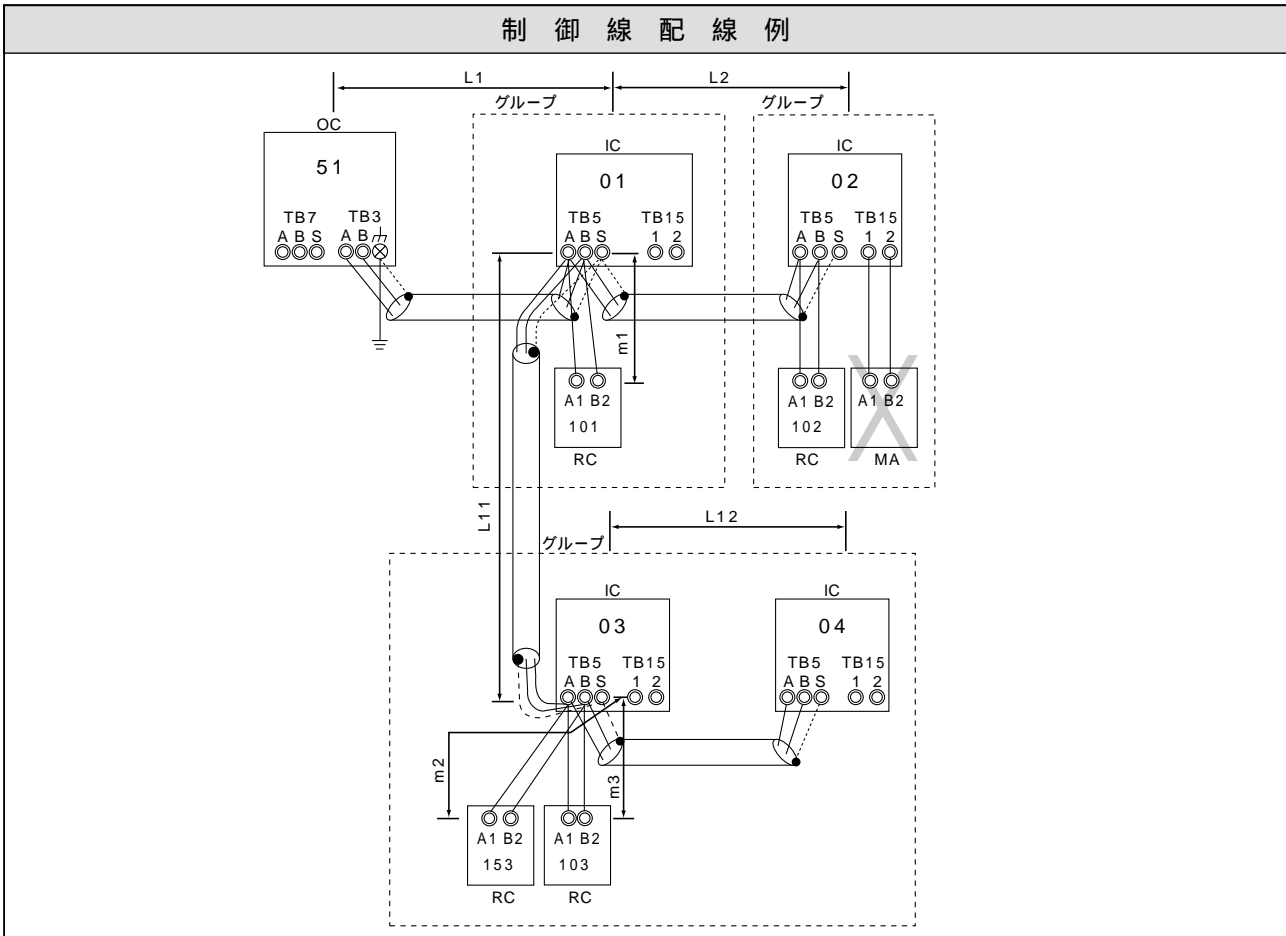 制御線配線例
L1
L2
グループ
グループ
OC
IC
IC
51
01
02
TB7
TB3
TB5
TB15
TB5
TB15
A B S
A B
A B S
1 2
A B S
1 2
m1
A1 B2
A1 B2
A1 B2
101
102
RC
RC
MA
L11
L12
グループ
IC
IC
03
04
TB5
TB15
TB5
TB15
A B S
1 2
A B S
1 2
m2
m3
A1 B2
A1 B2
153
103
RC
RC